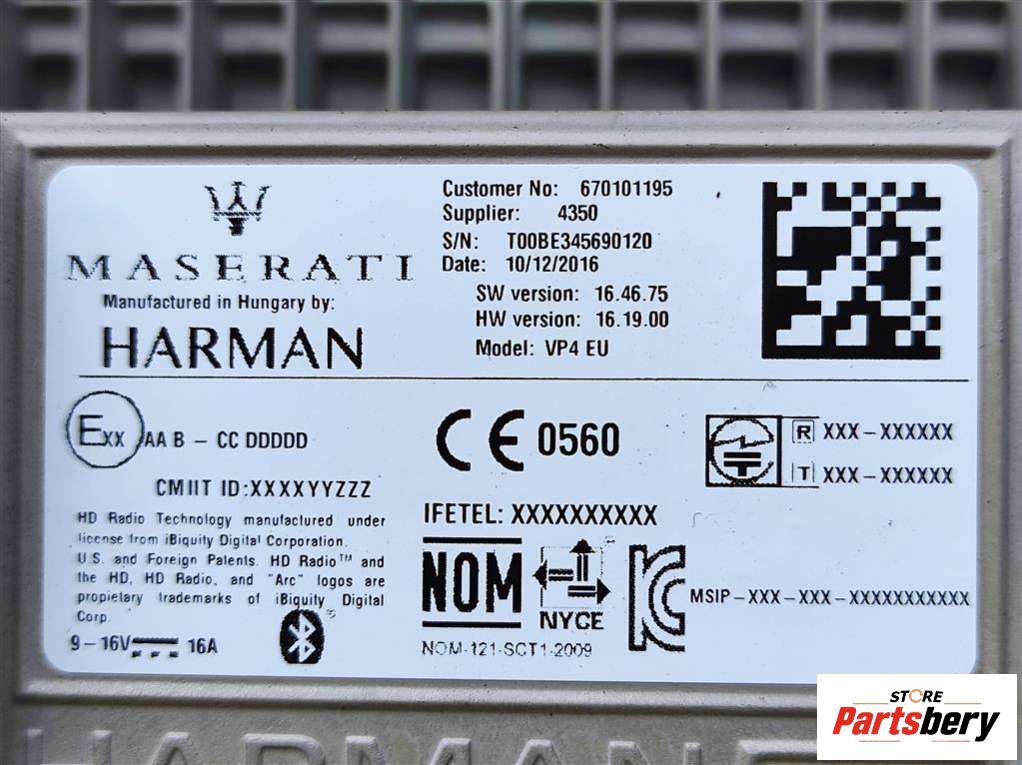 MASERATI
Manufactured in Hungary by:
HARMAN
Customer No: 670101195
Supplier: 4350
S/N: T00BE345690120
Date: 10/12/2016
SW version: 16.46.75
HW version: 16.19.00
Model: VP4 EU
EXX AA B - CC DDDDD
CE 0560
R XXX-XXXXXX
T XXX-XXXXXX
CMIIT ID:XXXXYYZZZ
HD Radio Technology manufactured under
license from iBiquity Digital Corporation.
U.S. and Foreign Patents. HD Radio™ and
the HD, HD Radio, and "Arc" logos are
propietary trademarks of iBiquity Digital
Corp.
9-16V 16A
IFETEL: XXXXXXXXXX
NOM
NYCE
NOM-121-SCT1-2009
KC
MSIP-XXX-XXX-XXXXXXXXXXX
HARMAN
STORE
Partsbery